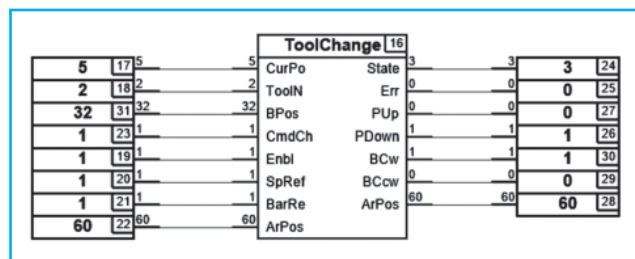 ToolChange 16
5 17 5 5 CurPo State 3 3 3 24
2 18 2 2 ToolN Err 0 0 0 25
32 31 32 32 BPos PUp 0 0 0 27
1 23 1 1 CmdCh PDown 1 1 1 26
1 19 1 1 Enbl BCw 1 1 1 30
1 20 1 1 SpRef BCcw 0 0 0 29
1 21 1 1 BarRe ArPos 60 60 60 28
60 22 60 60 ArPos